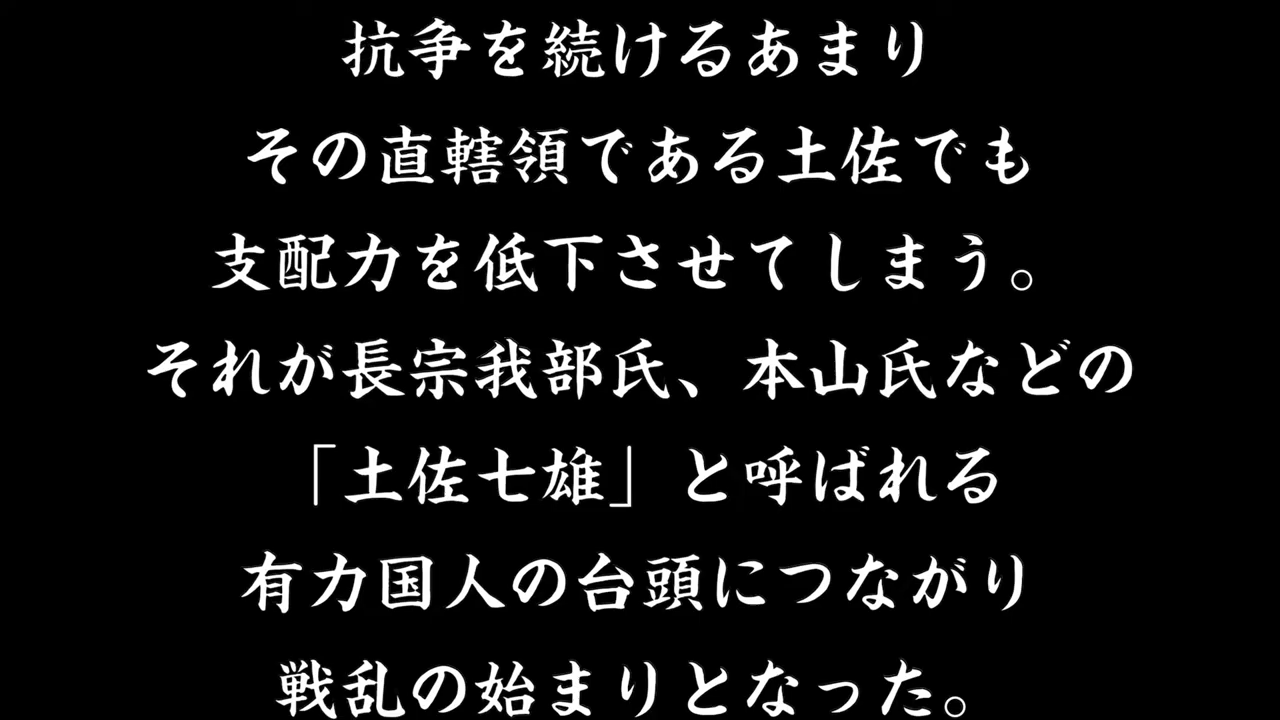 抗争を続けるあまり
その直轄領である土佐でも
支配力を低下させてしまう。
それが長宗我部氏、本山氏などの
「土佐七雄」と呼ばれる
有力国人の台頭につながり
戦乱の始まりとなった。